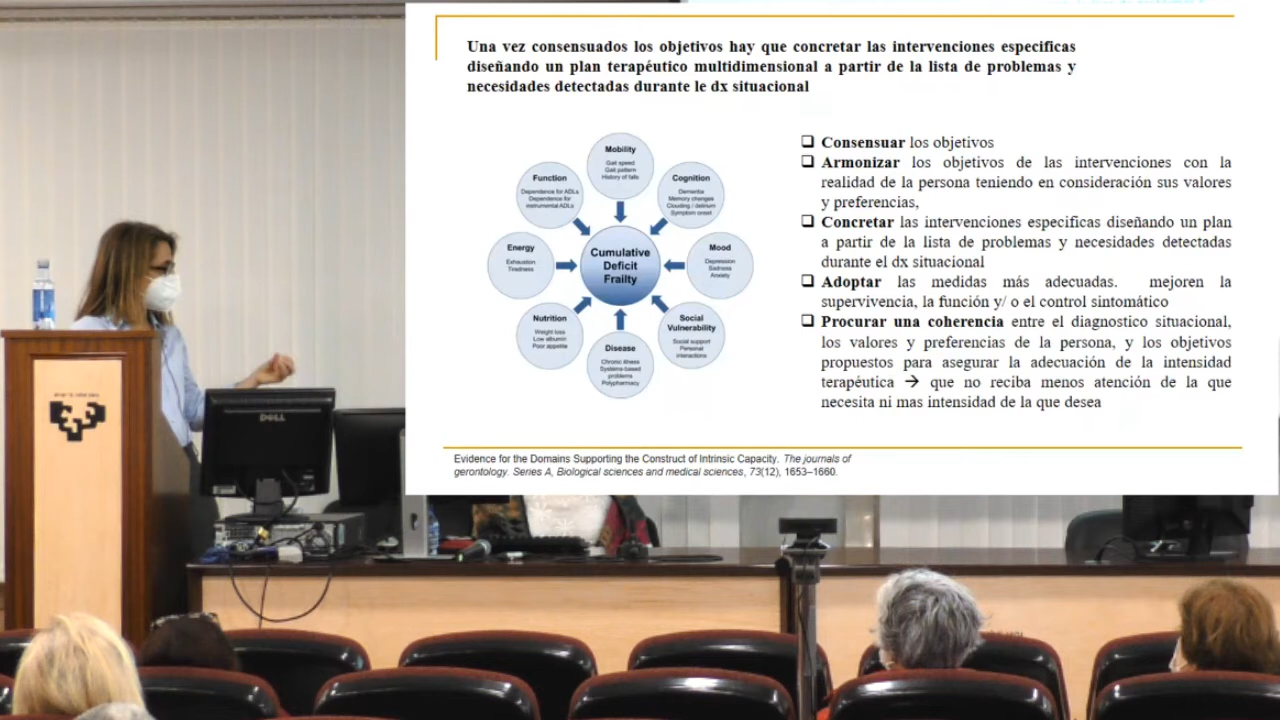 Una vez consensuados los objetivos hay que concretar las intervenciones especificas
diseñando un plan terapéutico multidimensional a partir de la lista de problemas y
necesidades detectadas durante le dx situacional
Mobility
Gait speed
Gait pattern
History of falls
Function
Dependence for ADLs
Dependence for
instrumental ADLs
Cognition
Dementia
Memory changes
Clouding / delirium
Symptom onset
Energy
Exhaustion
Tiredness
Cumulative
Deficit
Frailty
Mood
Depression
Sadness
Anxiety
Nutrition
Weight loss
Low albumin
Poor appetite
Social
Vulnerability
Social support
Personal
interactions
Disease
Chronic illness
Systems-based
problems
Polypharmacy
Consensuar los objetivos
Armonizar los objetivos de las intervenciones con la
realidad de la persona teniendo en consideración sus valores
y preferencias,
Concretar las intervenciones especificas diseñando un plan
a partir de la lista de problemas y necesidades detectadas
durante el dx situacional
Adoptar las medidas más adecuadas. mejoren la
supervivencia, la función y/ o el control sintomático
Procurar una coherencia entre el diagnostico situacional,
los valores y preferencias de la persona, y los objetivos
propuestos para asegurar la adecuación de la intensidad
terapéutica → que no reciba menos atención de la que
necesita ni mas intensidad de la que desea
Evidence for the Domains Supporting the Construct of Intrinsic Capacity. The journals of
gerontology. Series A, Biological sciences and medical sciences, 73(12), 1653–1660.
DELL